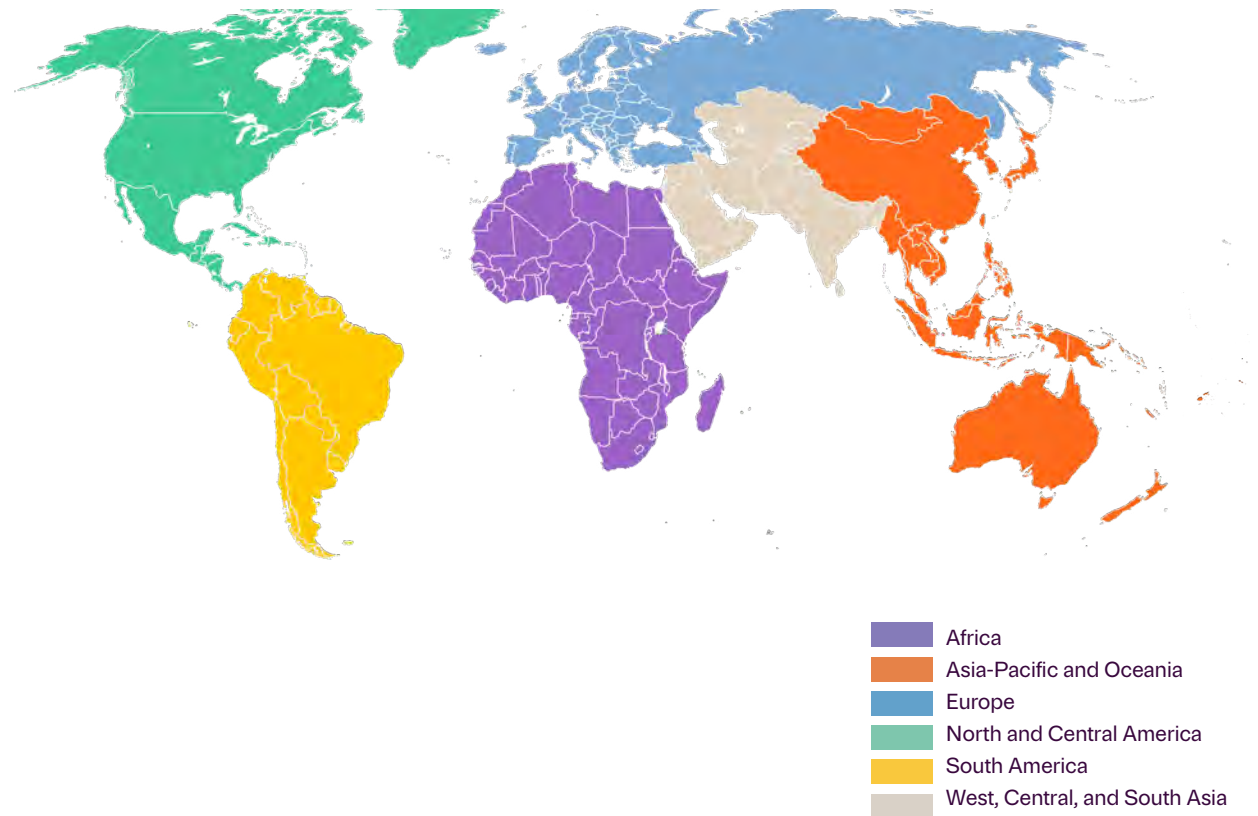 Africa
Asia-Pacific and Oceania
Europe
North and Central America
South America
West, Central, and South Asia